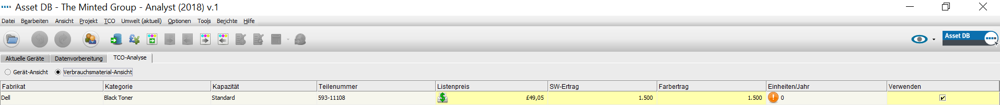 Asset DB - The Minted Group - Analyst (2018) v.1
Datei Bearbeiten Ansicht Projekt TCO Umwelt (aktuell) Optionen Tools Berichte Hilfe
Asset DB
Aktuelle Geräte Datenvorbereitung TCO-Analyse
Gerät-Ansicht Verbrauchsmaterial-Ansicht
Fabrikat Kategorie Kapazität Teilenummer Listenpreis SW-Ertrag Farbertrag Einheiten/Jahr Verwenden
Dell Black Toner Standard 593-11108 £49,05 1.500 1.500 0